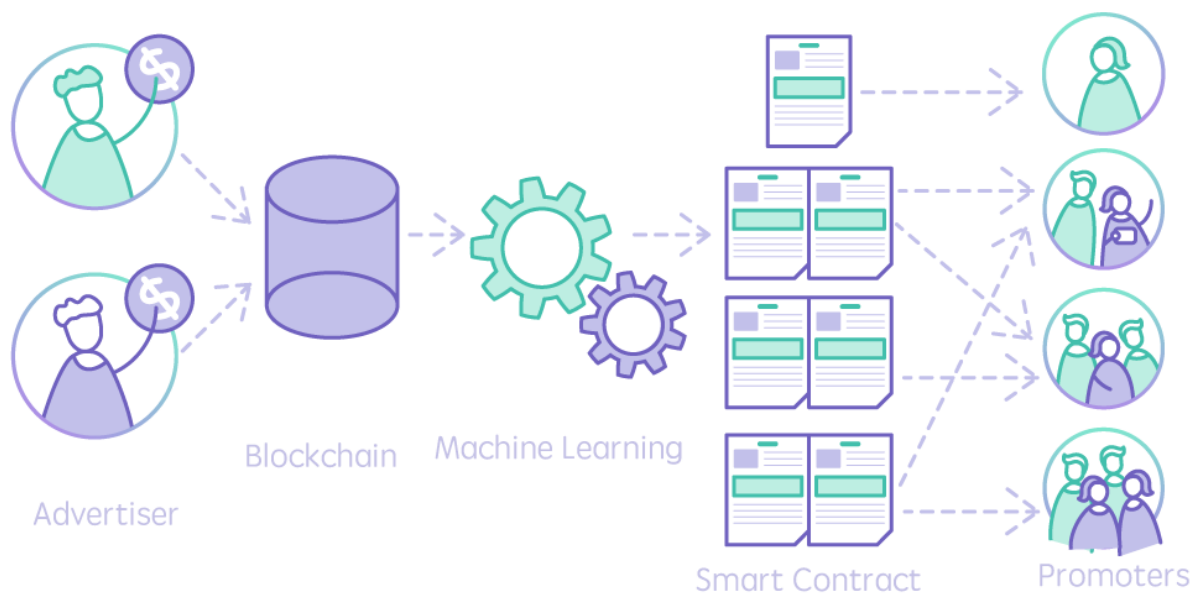 $
$
Blockchain
Machine Learning
Advertiser
Smart Contract
Promoters